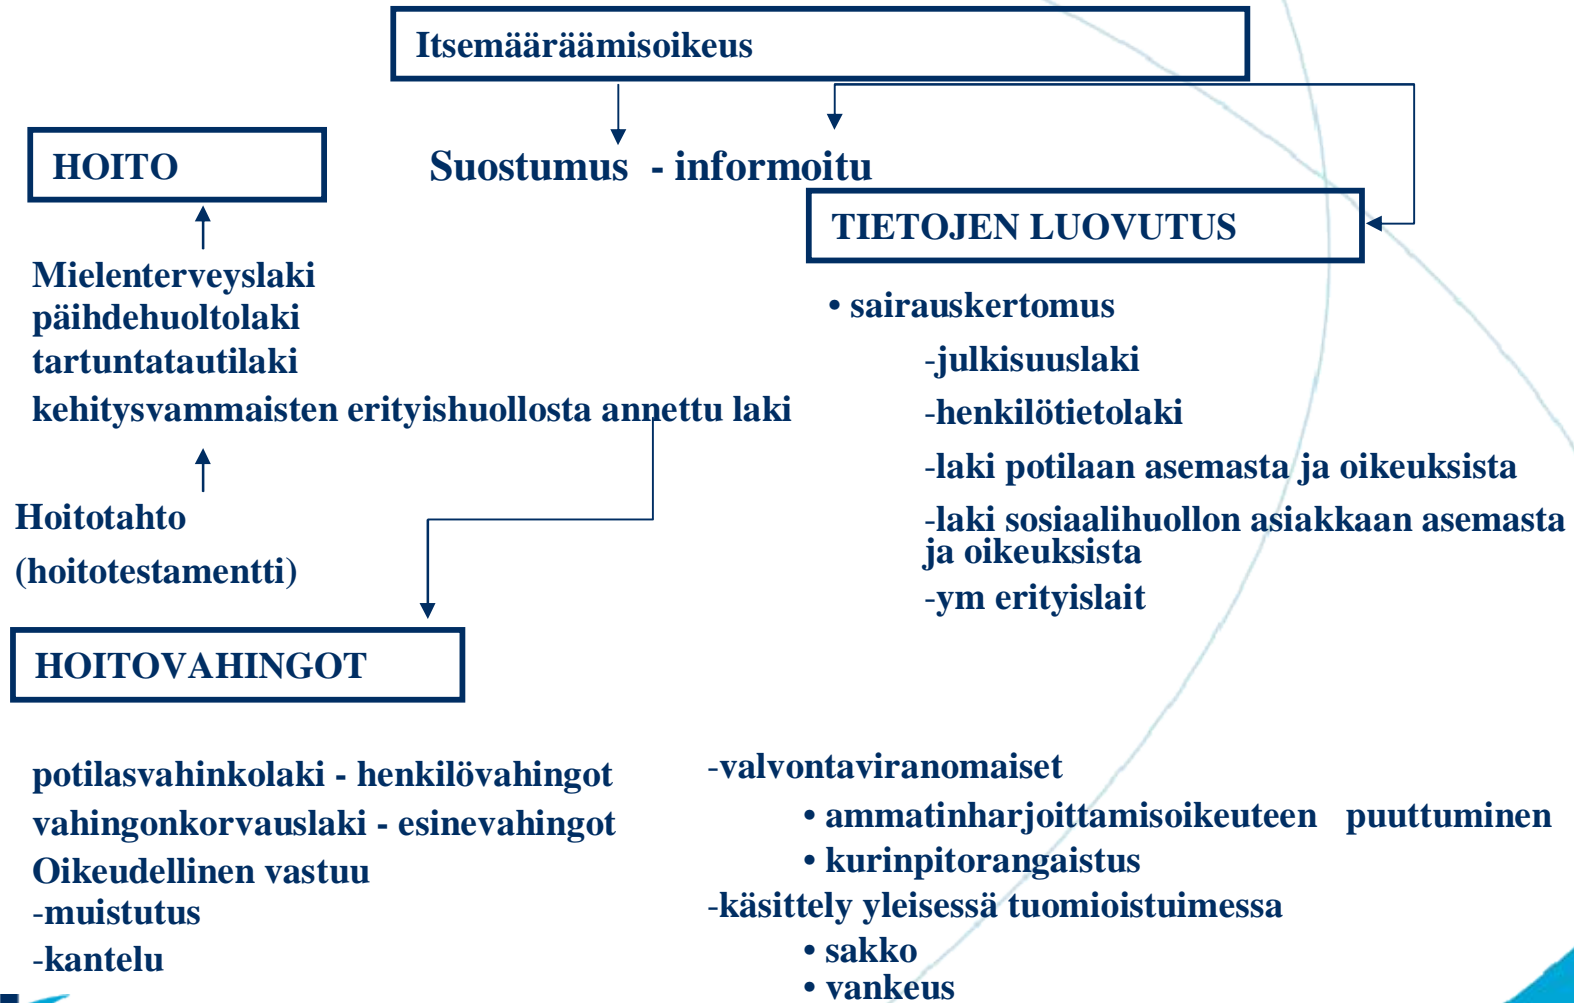 Itsemääräämisoikeus
HOITO
Suostumus - informoitu
TIETOJEN LUOVUTUS
Mielenterveyslaki
päihdehuoltolaki
tartuntatautilaki
kehitysvammaisten erityishuollosta annettu laki
Hoitotahto
(hoitotestamentti)
• sairauskertomus
-julkisuuslaki
-henkilötietolaki
-laki potilaan asemasta ja oikeuksista
-laki sosiaalihuollon asiakkaan asemasta
ja oikeuksista
-ym erityislait
HOITOVAHINGOT
potilasvahinkolaki - henkilövahingot
vahingonkorvauslaki - esinevahingot
Oikeudellinen vastuu
-muistutus
-kantelu
-valvontaviranomaiset
• ammatinharjoittamisoikeuteen puuttuminen
• kurinpitorangaistus
-käsittely yleisessä tuomioistuimessa
• sakko
• vankeus